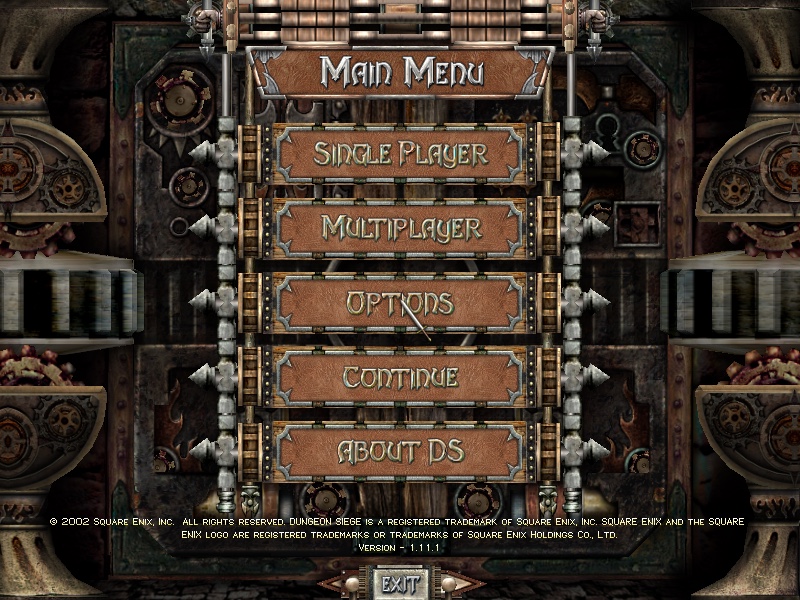 Main Menu
Single Player
Multiplayer
Options
Continue
About DS
© 2002 Square Enix, Inc. All rights reserved. DUNGEON SIEGE is a registered trademark of Square Enix, Inc. SQUARE ENIX and the SQUARE
ENIX logo are registered trademarks or trademarks of Square Enix Holdings Co., Ltd.
Version - 1.11.1
EXIT